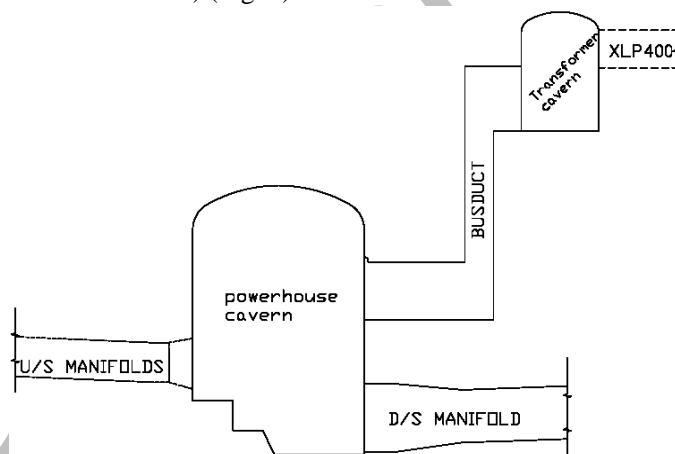 XLP400
Transformer
cavern
BUSDUCT
powerhouse
cavern
U/S MANIFOLDS
D/S MANIFOLD